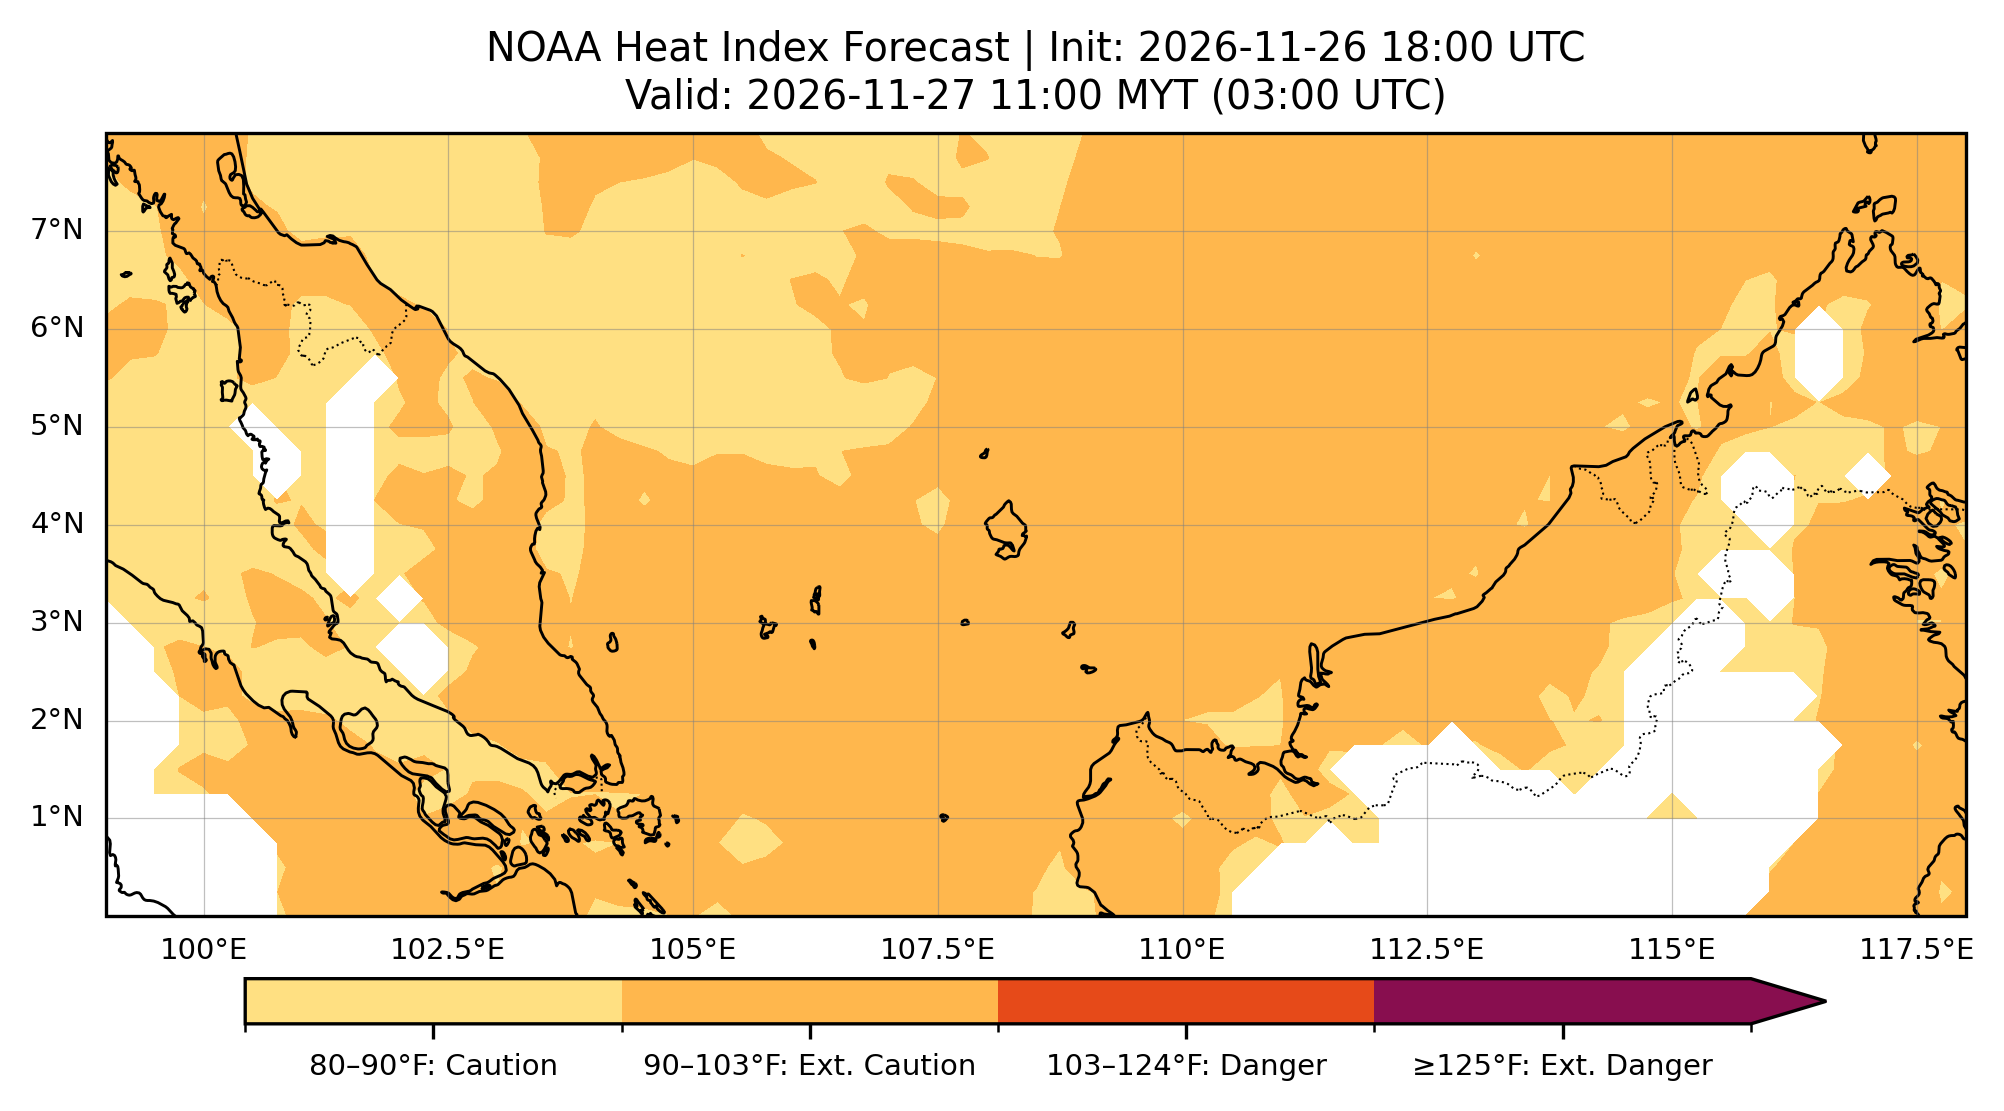 NOAA Heat Index Forecast | Init: 2026-11-26 18:00 UTC
Valid: 2026-11-27 11:00 MYT (03:00 UTC)
7°N
6°N
5°N
4°N
3°N
2°N
1°N
100°E 102.5°E 105°E 107.5°E 110°E 112.5°E 115°E 117.5°E
80–90°F: Caution 90–103°F: Ext. Caution 103–124°F: Danger ≥125°F: Ext. Danger